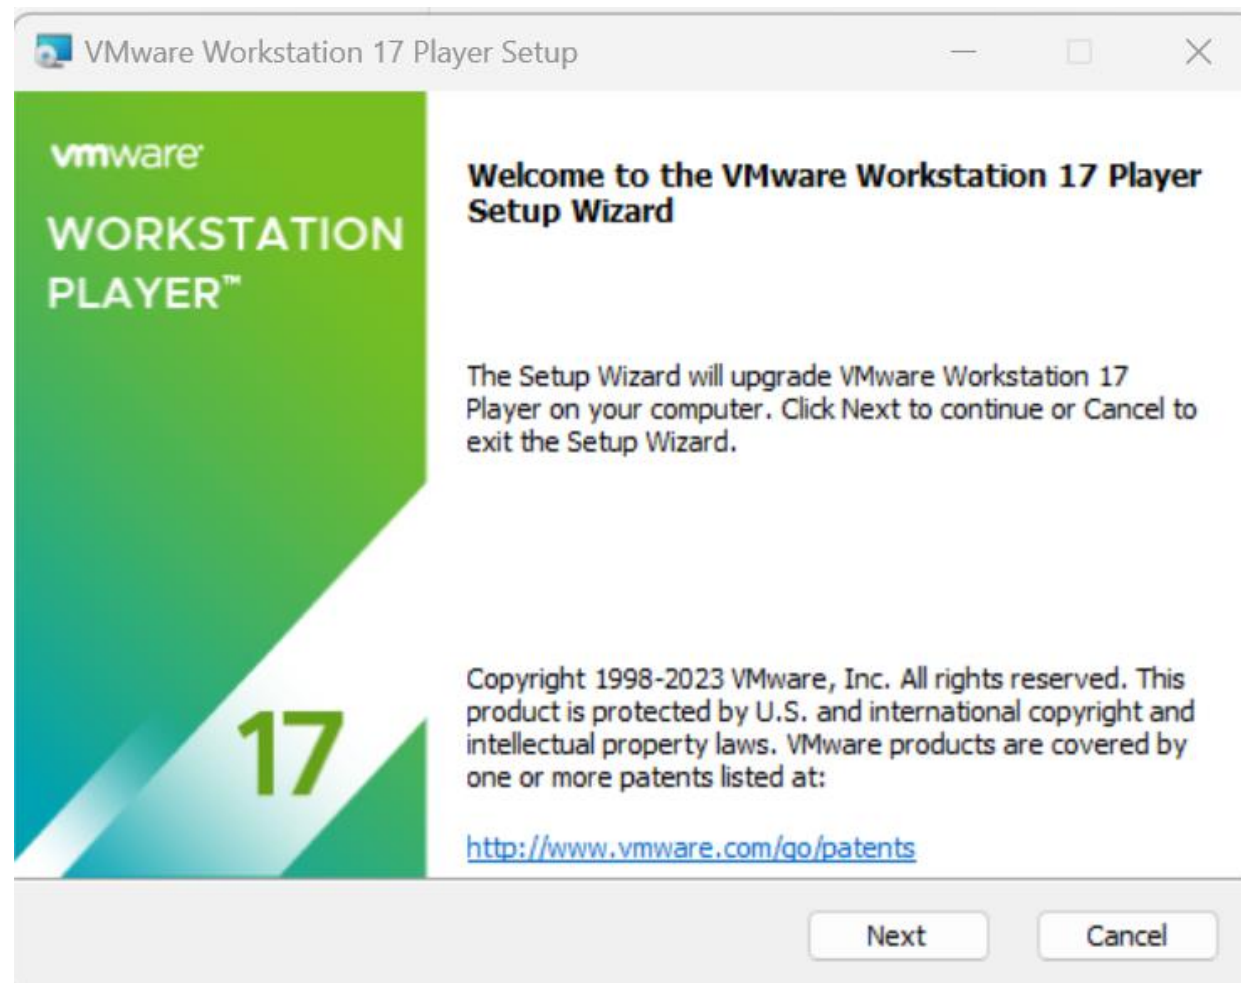 VMware Workstation 17 Player Setup
vmware®
WORKSTATION
PLAYER™
17
Welcome to the VMware Workstation 17 Player
Setup Wizard
The Setup Wizard will upgrade VMware Workstation 17
Player on your computer. Click Next to continue or Cancel to
exit the Setup Wizard.
Copyright 1998-2023 VMware, Inc. All rights reserved. This
product is protected by U.S. and international copyright and
intellectual property laws. VMware products are covered by
one or more patents listed at:
http://www.vmware.com/go/patents
Next
Cancel